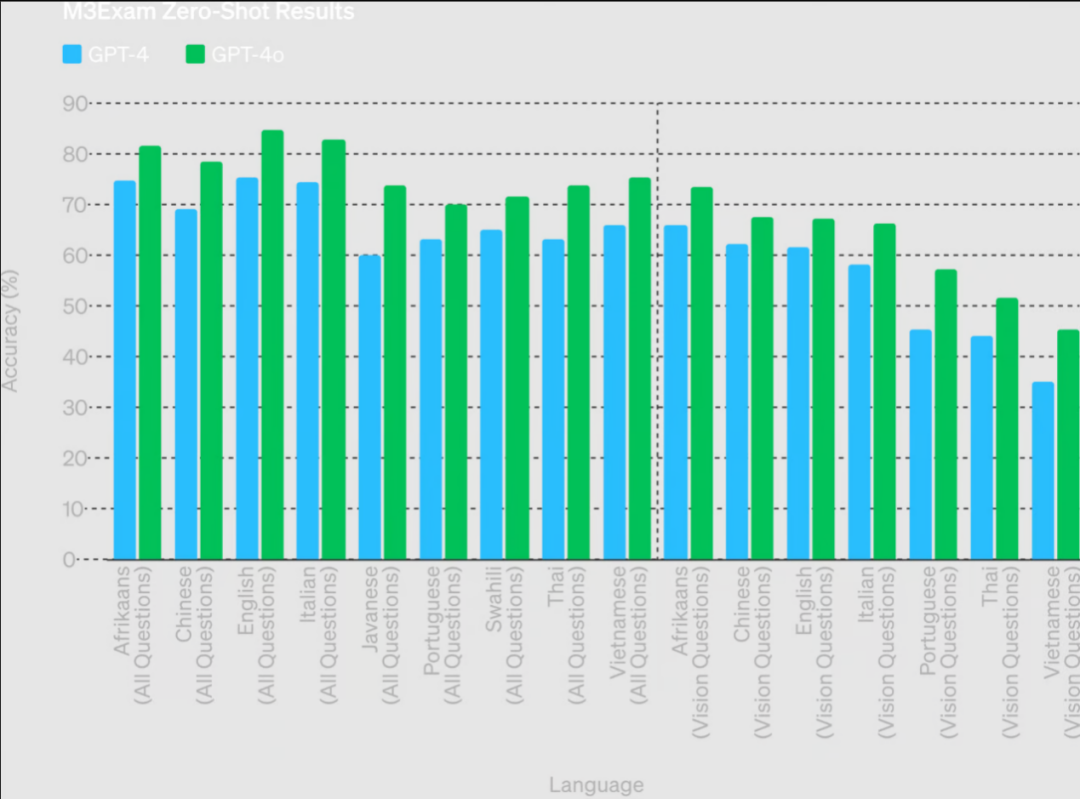 M3Exam Zero-Shot Results
GPT-4
GPT-4o
90
80
70
60
50
40
30
20
10
0
Accuracy (%)
Afrikaans
(All Questions)
Chinese
(All Questions)
English
(All Questions)
Italian
(All Questions)
Javanese
(All Questions)
Portuguese
(All Questions)
Swahili
(All Questions)
Thai
(All Questions)
Vietnamese
(All Questions)
Afrikaans
(Vision Questions)
Chinese
(Vision Questions)
English
(Vision Questions)
Italian
(Vision Questions)
Portuguese
(Vision Questions)
Thai
(Vision Questions)
Vietnamese
(Vision Questions)
Language